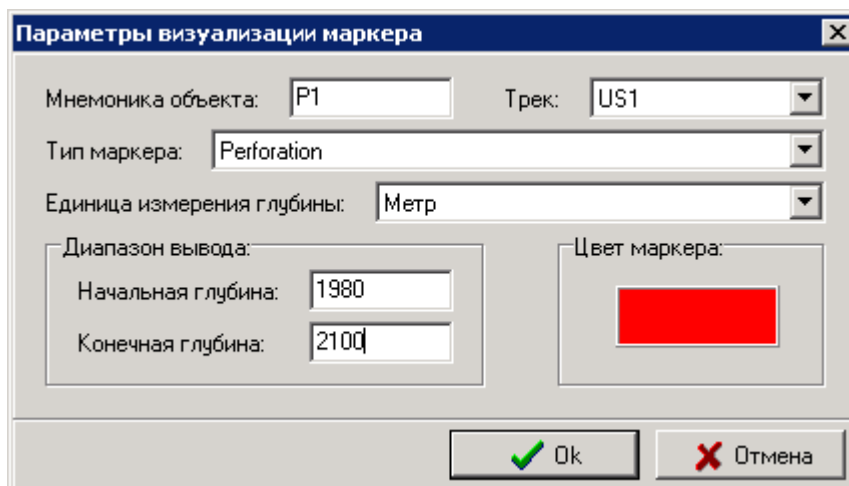 Параметры визуализации маркера
Мнемоника объекта: P1 Трек: US1
Тип маркера: Perforation
Единица измерения глубины: Метр
Диапазон вывода: Цвет маркера:
Начальная глубина: 1980
Конечная глубина: 2100
Ok Отмена